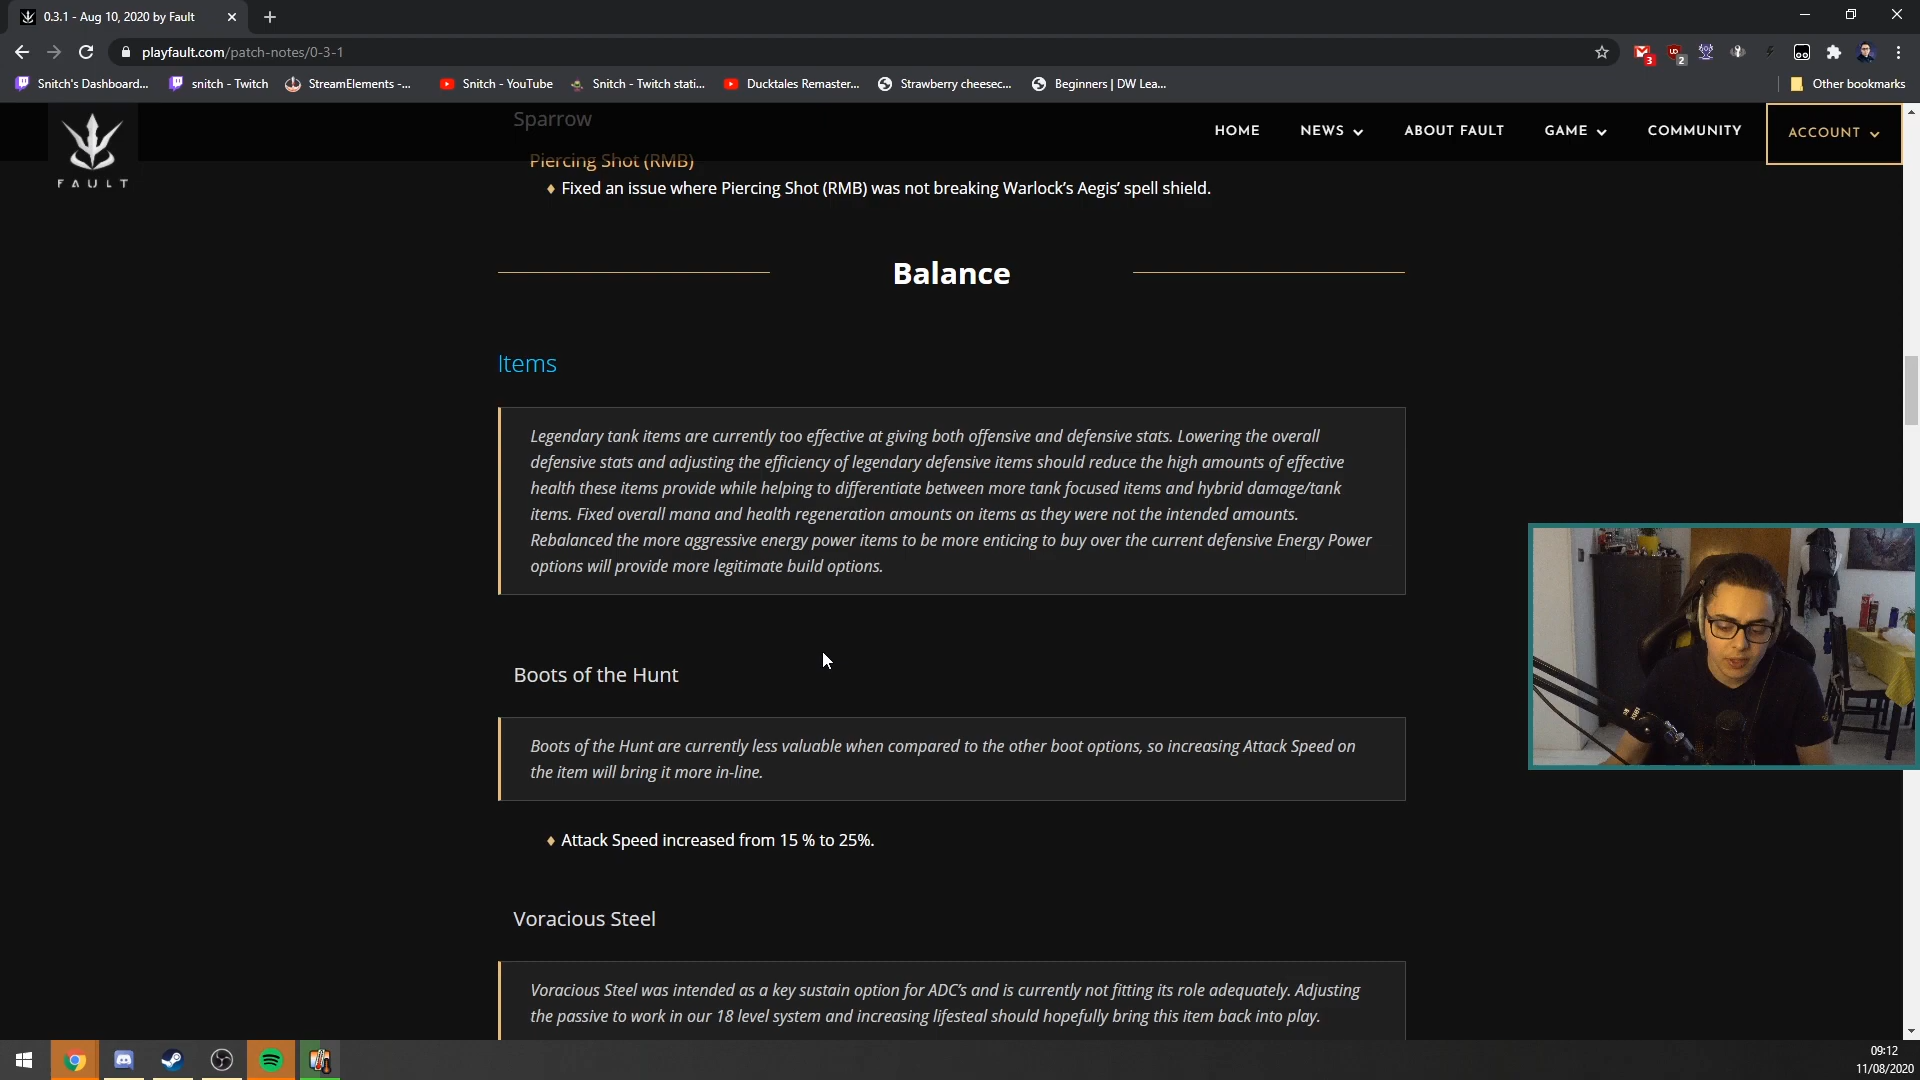 0.3.1 - Aug 10, 2020 by Fault
playfault.com/patch-notes/0-3-1
3
UD
2
Snitch's Dashboard...
snitch - Twitch
StreamElements -...
Snitch - YouTube
Snitch - Twitch stati...
Ducktales Remaster...
Strawberry cheesec...
Beginners | DW Lea...
Other bookmarks
FAULT
HOME
NEWS
ABOUT FAULT
GAME
COMMUNITY
ACCOUNT
Sparrow
Piercing Shot (RMB)
Fixed an issue where Piercing Shot (RMB) was not breaking Warlock's Aegis' spell shield.
Balance
Items
Legendary tank items are currently too effective at giving both offensive and defensive stats. Lowering the overall
defensive stats and adjusting the efficiency of legendary defensive items should reduce the high amounts of effective
health these items provide while helping to differentiate between more tank focused items and hybrid damage/tank
items. Fixed overall mana and health regeneration amounts on items as they were not the intended amounts.
Rebalanced the more aggressive energy power items to be more enticing to buy over the current defensive Energy Power
options will provide more legitimate build options.
Boots of the Hunt
Boots of the Hunt are currently less valuable when compared to the other boot options, so increasing Attack Speed on
the item will bring it more in-line.
Attack Speed increased from 15 % to 25%.
Voracious Steel
Voracious Steel was intended as a key sustain option for ADC's and is currently not fitting its role adequately. Adjusting
the passive to work in our 18 level system and increasing lifesteal should hopefully bring this item back into play.
09:12
11/08/2020